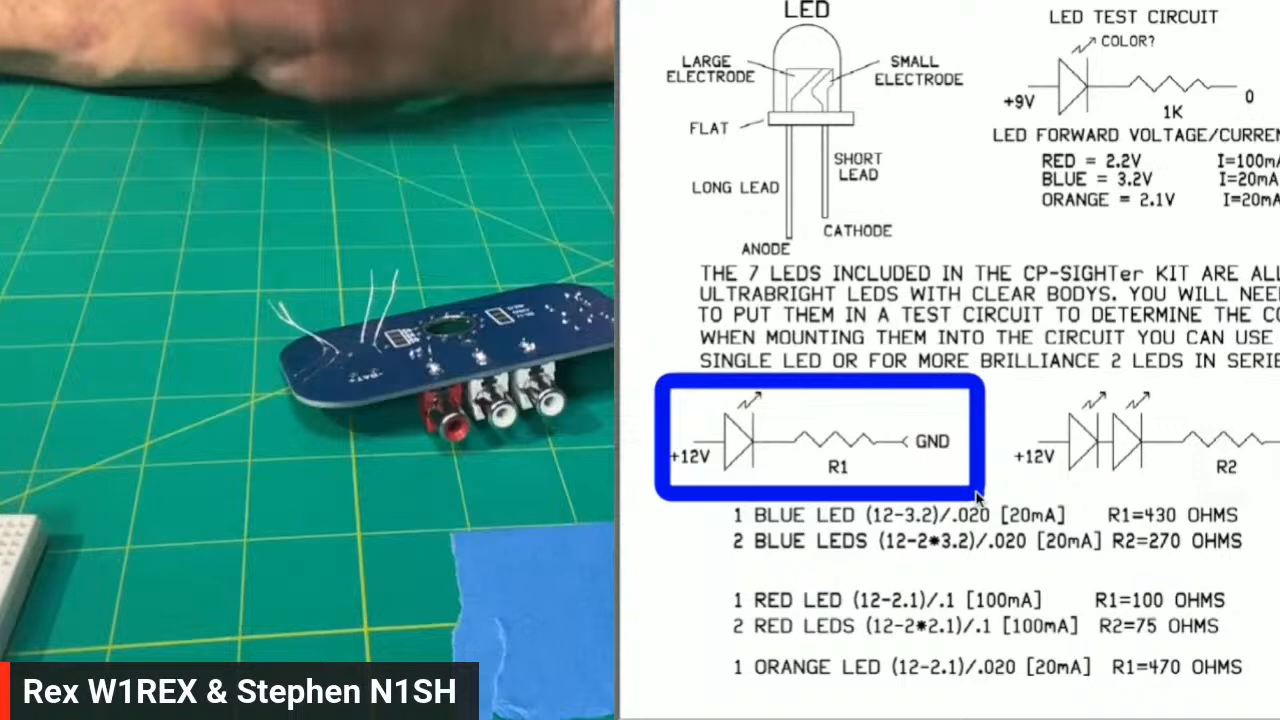 LED
LARGE
ELECTRODE
SMALL
ELECTRODE
FLAT
SHORT
LEAD
LONG LEAD
CATHODE
ANODE
LED TEST CIRCUIT
COLOR?
+9V
1K
0
LED FORWARD VOLTAGE/CURREN
RED = 2.2V I=100mA
BLUE = 3.2V I=20mA
ORANGE = 2.1V I=20mA
THE 7 LEDS INCLUDED IN THE CP-SIGHTer KIT ARE ALL
ULTRABRIGHT LEDS WITH CLEAR BODYS. YOU WILL NEE
TO PUT THEM IN A TEST CIRCUIT TO DETERMINE THE CO
WHEN MOUNTING THEM INTO THE CIRCUIT YOU CAN USE
SINGLE LED OR FOR MORE BRILLIANCE 2 LEDS IN SERIE
+12V
R1
GND
+12V
R2
1 BLUE LED (12-3.2)/.020 [20mA] R1=430 OHMS
2 BLUE LEDS (12-2*3.2)/.020 [20mA] R2=270 OHMS
1 RED LED (12-2.1)/.1 [100mA] R1=100 OHMS
2 RED LEDS (12-2*2.1)/.1 [100mA] R2=75 OHMS
1 ORANGE LED (12-2.1)/.020 [20mA] R1=470 OHMS
Rex W1REX & Stephen N1SH